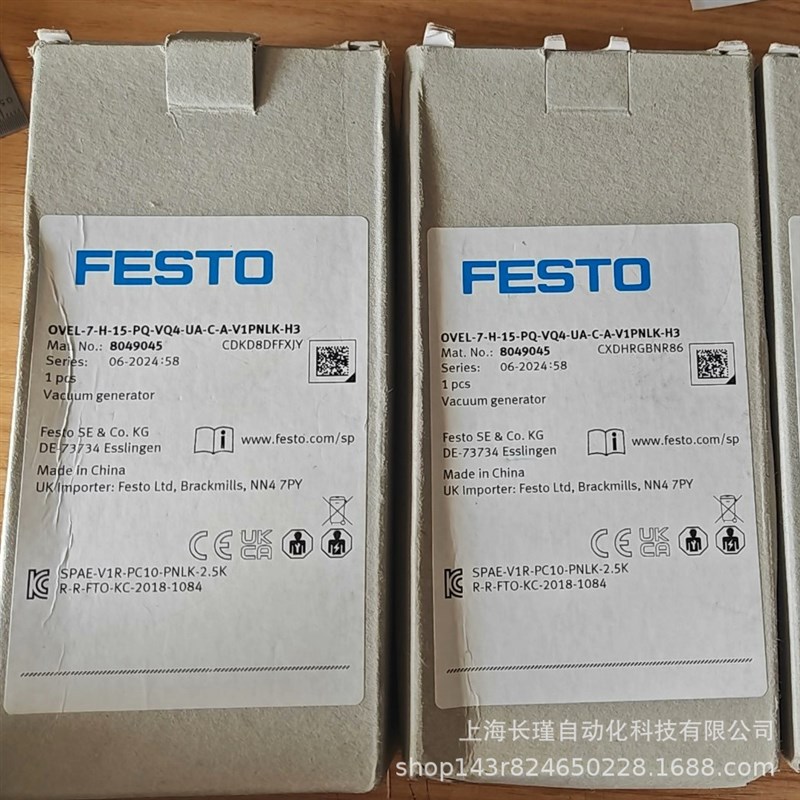 FESTO
OVEL-7-H-15-PQ-VQ4-UA-C-A-V1PNLK-H3
Mat. No.: 8049045 CDKD8DFFXJY
Series: 06-2024:58
1 pcs
Vacuum generator
Festo SE & Co. KG
DE-73734 Esslingen
www.festo.com/sp
Made in China
UK Importer: Festo Ltd, Brackmills, NN4 7PY
CE UK CA
SPAE-V1R-PC10-PNLK-2.5K
R-R-FTO-KC-2018-1084
FESTO
OVEL-7-H-15-PQ-VQ4-UA-C-A-V1PNLK-H3
Mat. No.: 8049045 CXDHRGBNR86
Series: 06-2024:58
1 pcs
Vacuum generator
Festo SE & Co. KG
DE-73734 Esslingen
www.festo.com/sp
Made in China
UK Importer: Festo Ltd, Brackmills, NN4 7PY
CE UK CA
SPAE-V1R-PC10-PNLK-2.5K
R-R-FTO-KC-2018-1084
上海长瑾自动化科技有限公司
shop143r824650228.1688.com